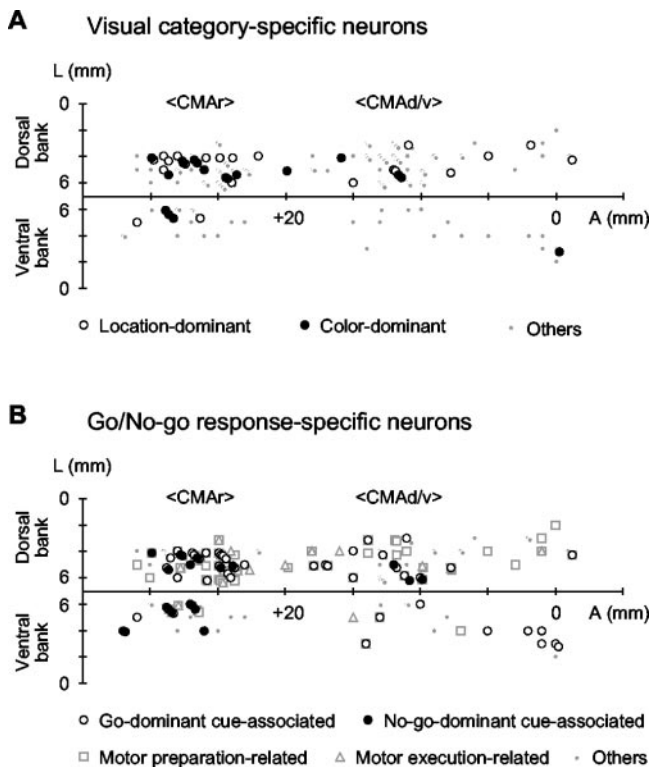 A Visual category-specific neurons
L (mm)
<CMAr> <CMAd/v>
0
Dorsal bank
6
6
+20 0 A (mm)
Ventral bank
0
Location-dominant Color-dominant Others
B Go/No-go response-specific neurons
L (mm)
<CMAr> <CMAd/v>
0
Dorsal bank
6
6
+20 0 A (mm)
Ventral bank
0
Go-dominant cue-associated No-go-dominant cue-associated
Motor preparation-related Motor execution-related Others